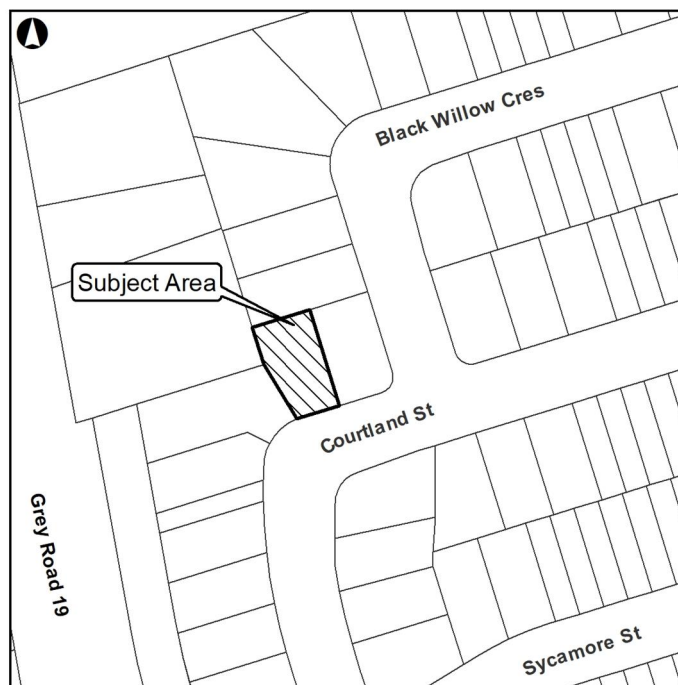 Black Willow Cres
Subject Area
Courtland St
Grey Road 19
Sycamore St